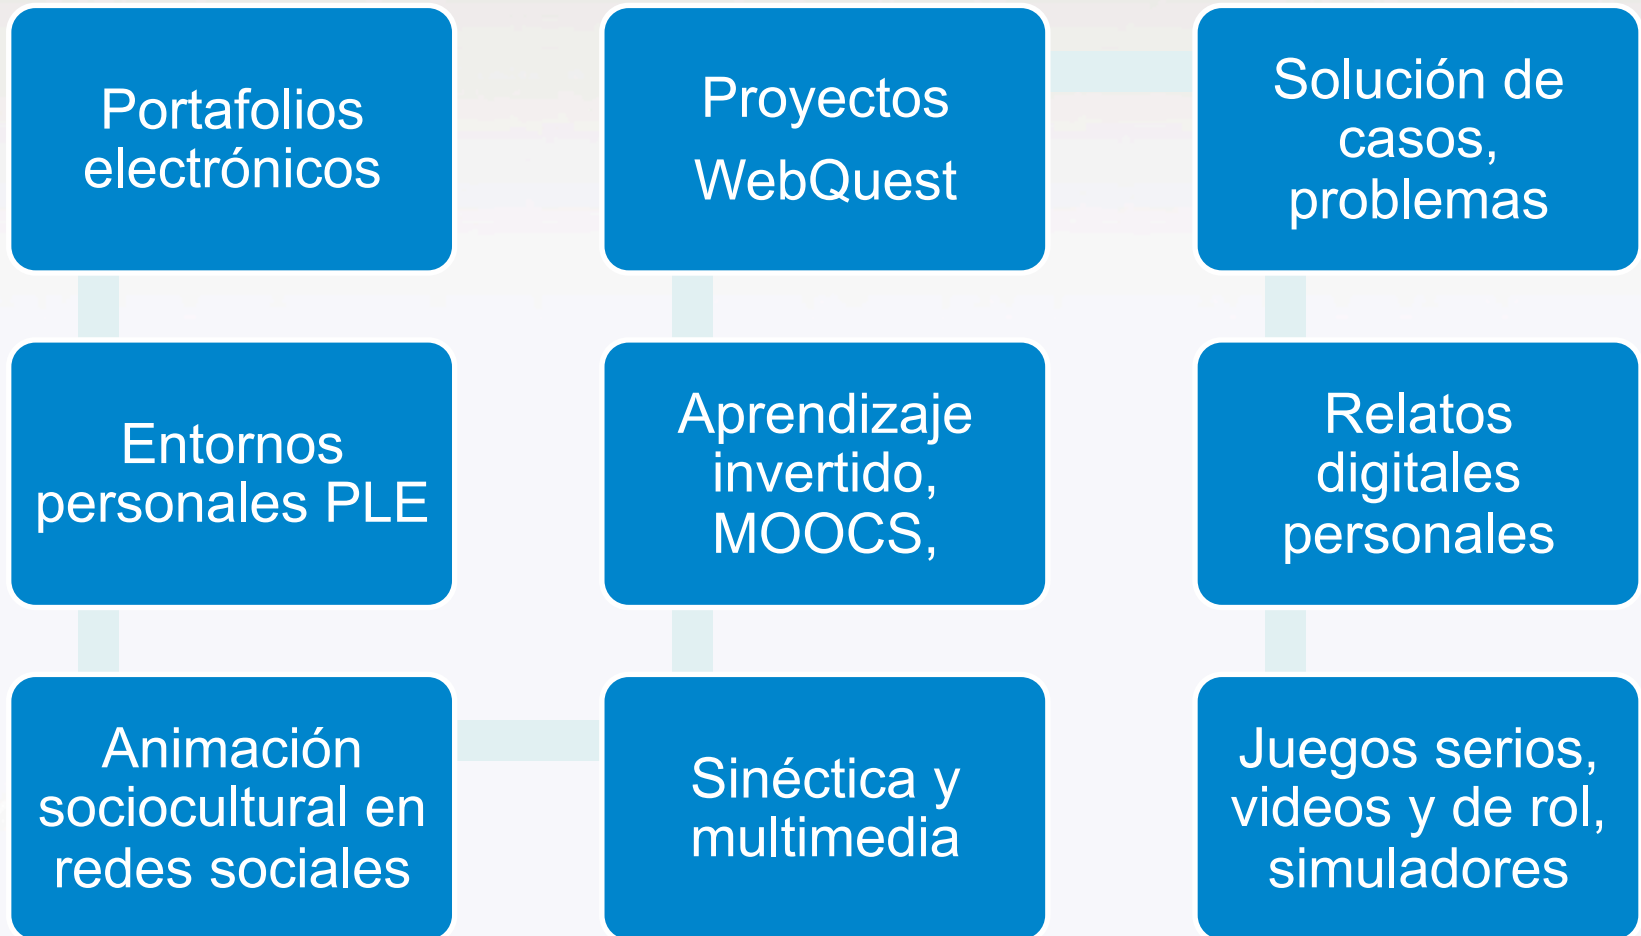 Portafolios
electrónicos
Entornos
personales PLE
Animación
sociocultural en
redes sociales
Sinéctica y
multimedia
Aprendizaje
invertido,
MOOCS,
Proyectos
WebQuest
Solución de
casos,
problemas
Relatos
digitales
personales
Juegos serios,
videos y de rol,
simuladores